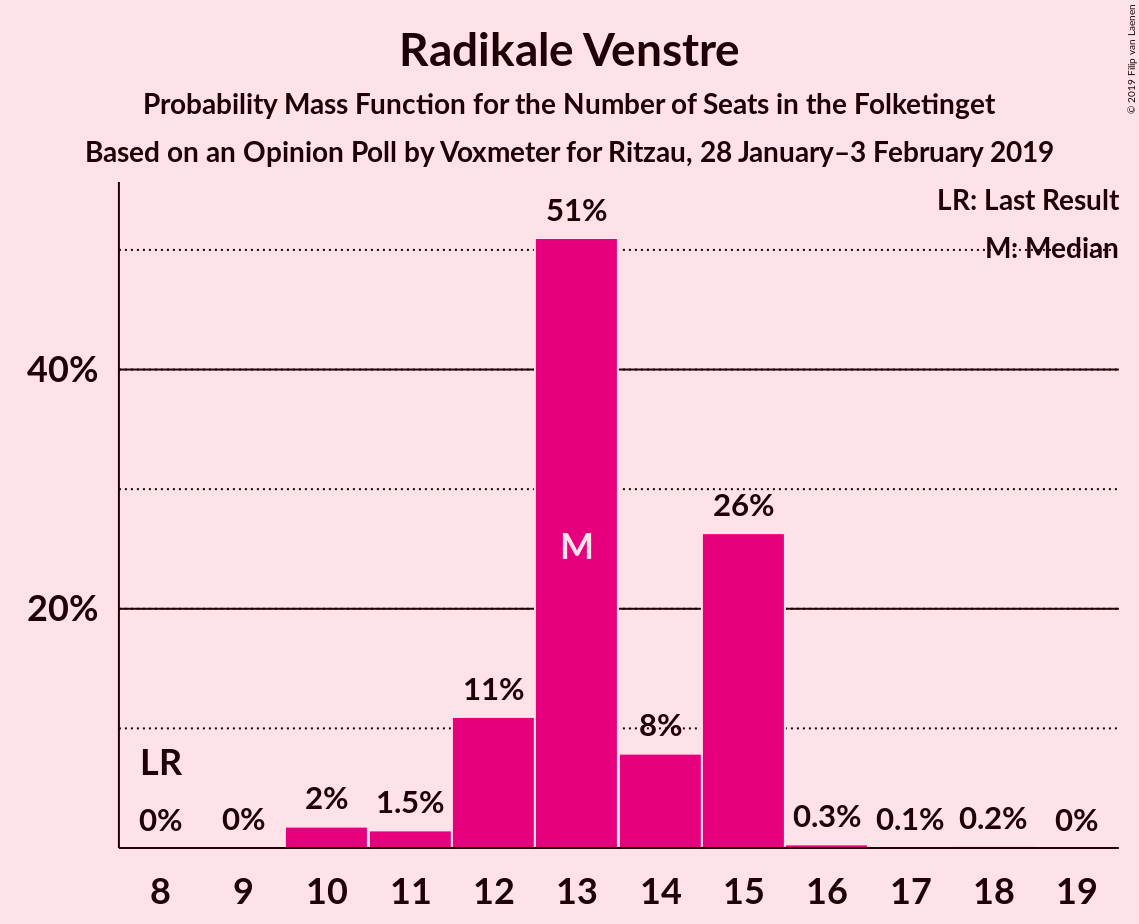 Radikale Venstre
Probability Mass Function for the Number of Seats in the Folketinget
Based on an Opinion Poll by Voxmeter for Ritzau, 28 January–3 February 2019
© 2019 Filip van Laenen
LR: Last Result
M: Median
51%
40%
26%
M
20%
11%
8%
LR
0%
0%
2%
1.5%
0.3%
0.1%
0.2%
0%
8 9 10 11 12 13 14 15 16 17 18 19